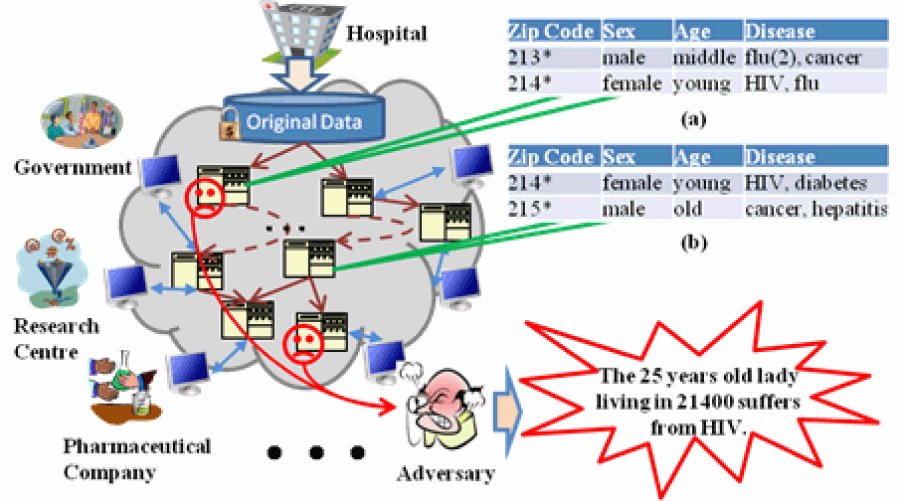 Hospital
Original Data
$
Government
@ @%
#
Research
Centre
Pharmaceutical
Company
Adversary
Zip Code Sex Age Disease
213* male middle flu(2), cancer
214* female young HIV, flu
(a)
Zip Code Sex Age Disease
214* female young HIV, diabetes
215* male old cancer, hepatitis
(b)
The 25 years old lady
living in 21400 suffers
from HIV.